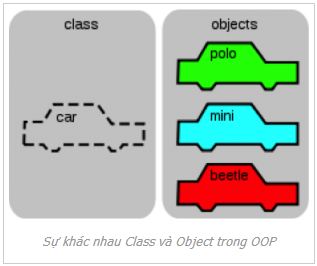 class
car
objects
polo
mini
beetle
Sự khác nhau Class và Object trong OOP